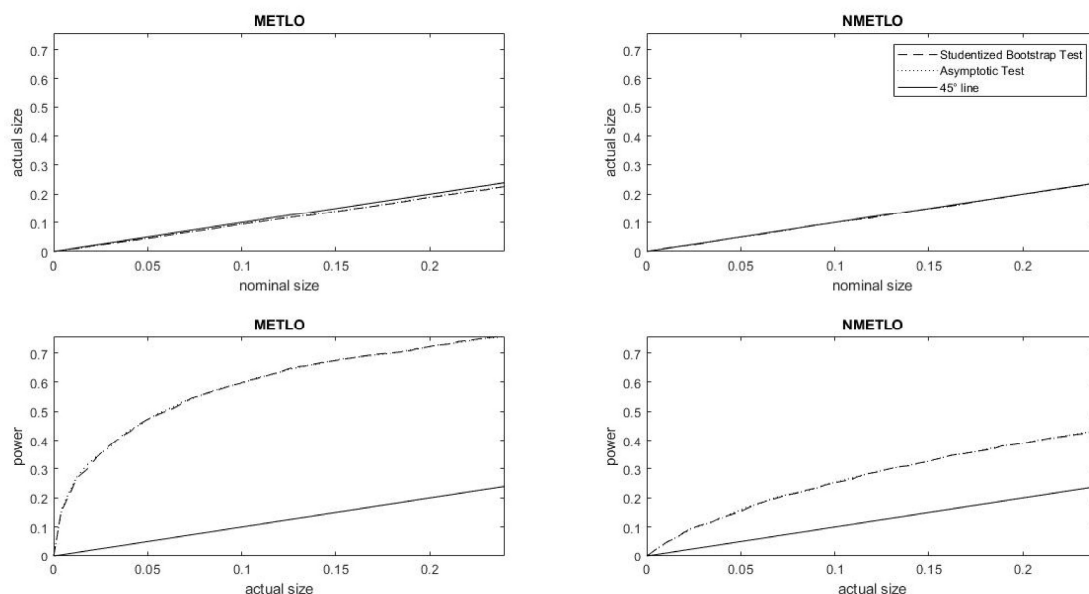 METLO
0.7
0.6
0.5
0.4
0.3
0.2
0.1
0
actual size
0 0.05 0.1 0.15 0.2
nominal size
NMETLO
0.7
0.6
0.5
0.4
0.3
0.2
0.1
0
actual size
Studentized Bootstrap Test
Asymptotic Test
45° line
0 0.05 0.1 0.15 0.2
nominal size
METLO
0.7
0.6
0.5
0.4
0.3
0.2
0.1
0
power
0 0.05 0.1 0.15 0.2
actual size
NMETLO
0.7
0.6
0.5
0.4
0.3
0.2
0.1
0
power
0 0.05 0.1 0.15 0.2
actual size